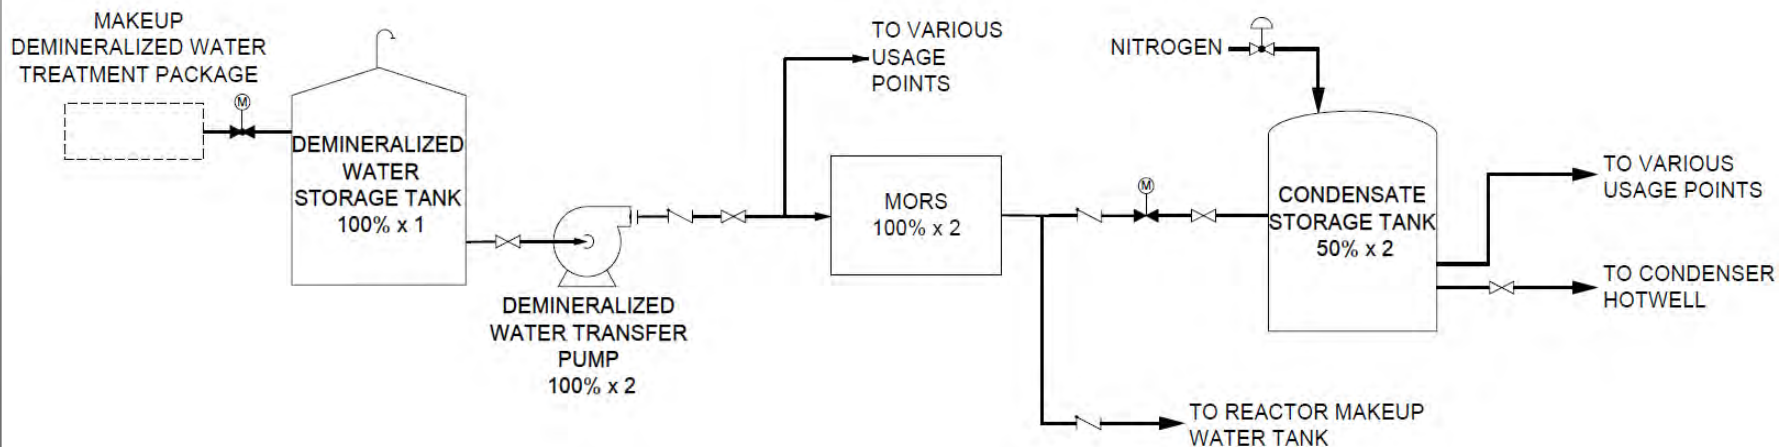 MAKEUP
DEMINERALIZED WATER
TREATMENT PACKAGE
M
DEMINERALIZED
WATER
STORAGE TANK
100% x 1
DEMINERALIZED
WATER TRANSFER
PUMP
100% x 2
TO VARIOUS
USAGE
POINTS
MORS
100% x 2
M
NITROGEN
CONDENSATE
STORAGE TANK
50% x 2
TO VARIOUS
USAGE POINTS
TO CONDENSER
HOTWELL
TO REACTOR MAKEUP
WATER TANK